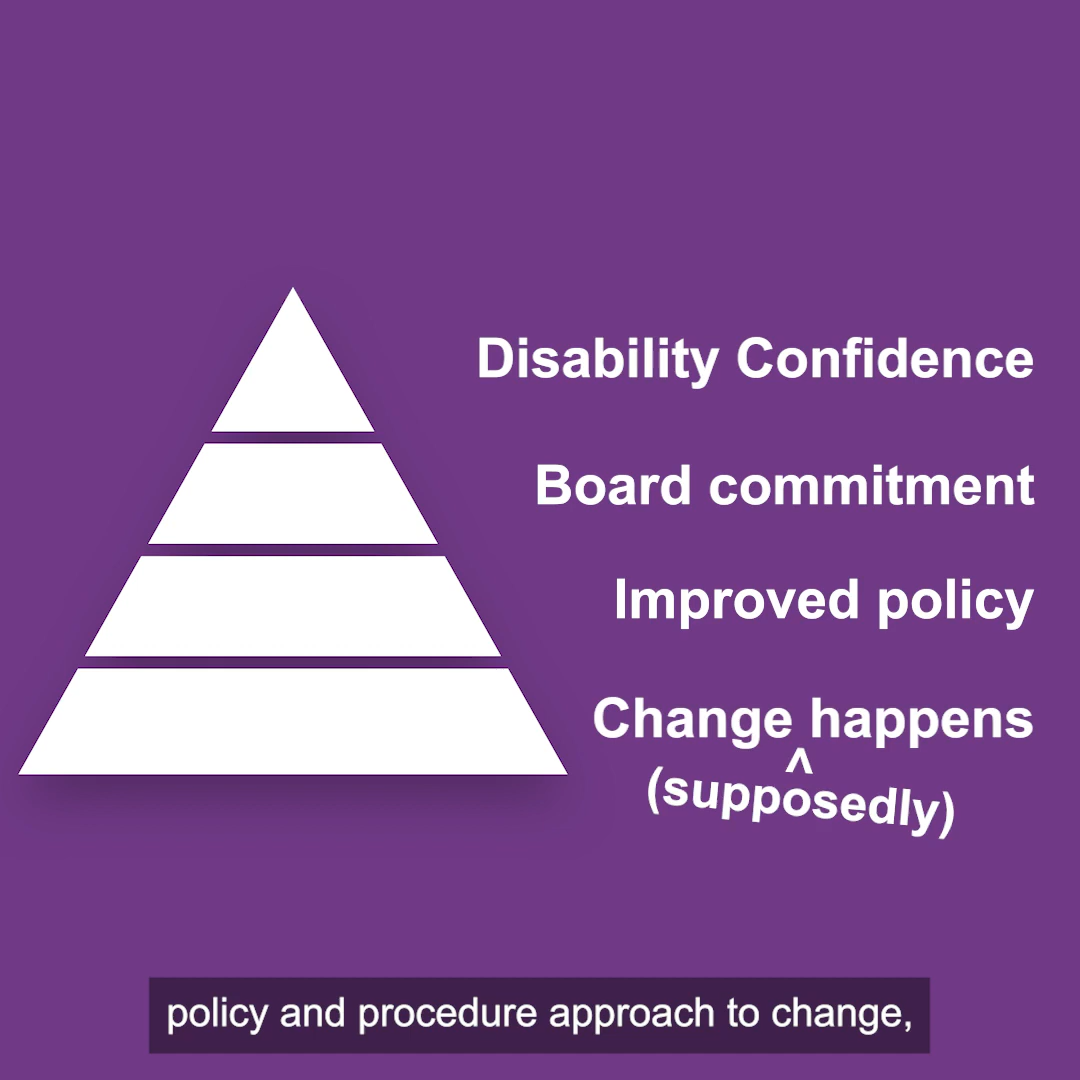 Disability Confidence
Board commitment
Improved policy
Change happens
^
(supposedly)
policy and procedure approach to change,